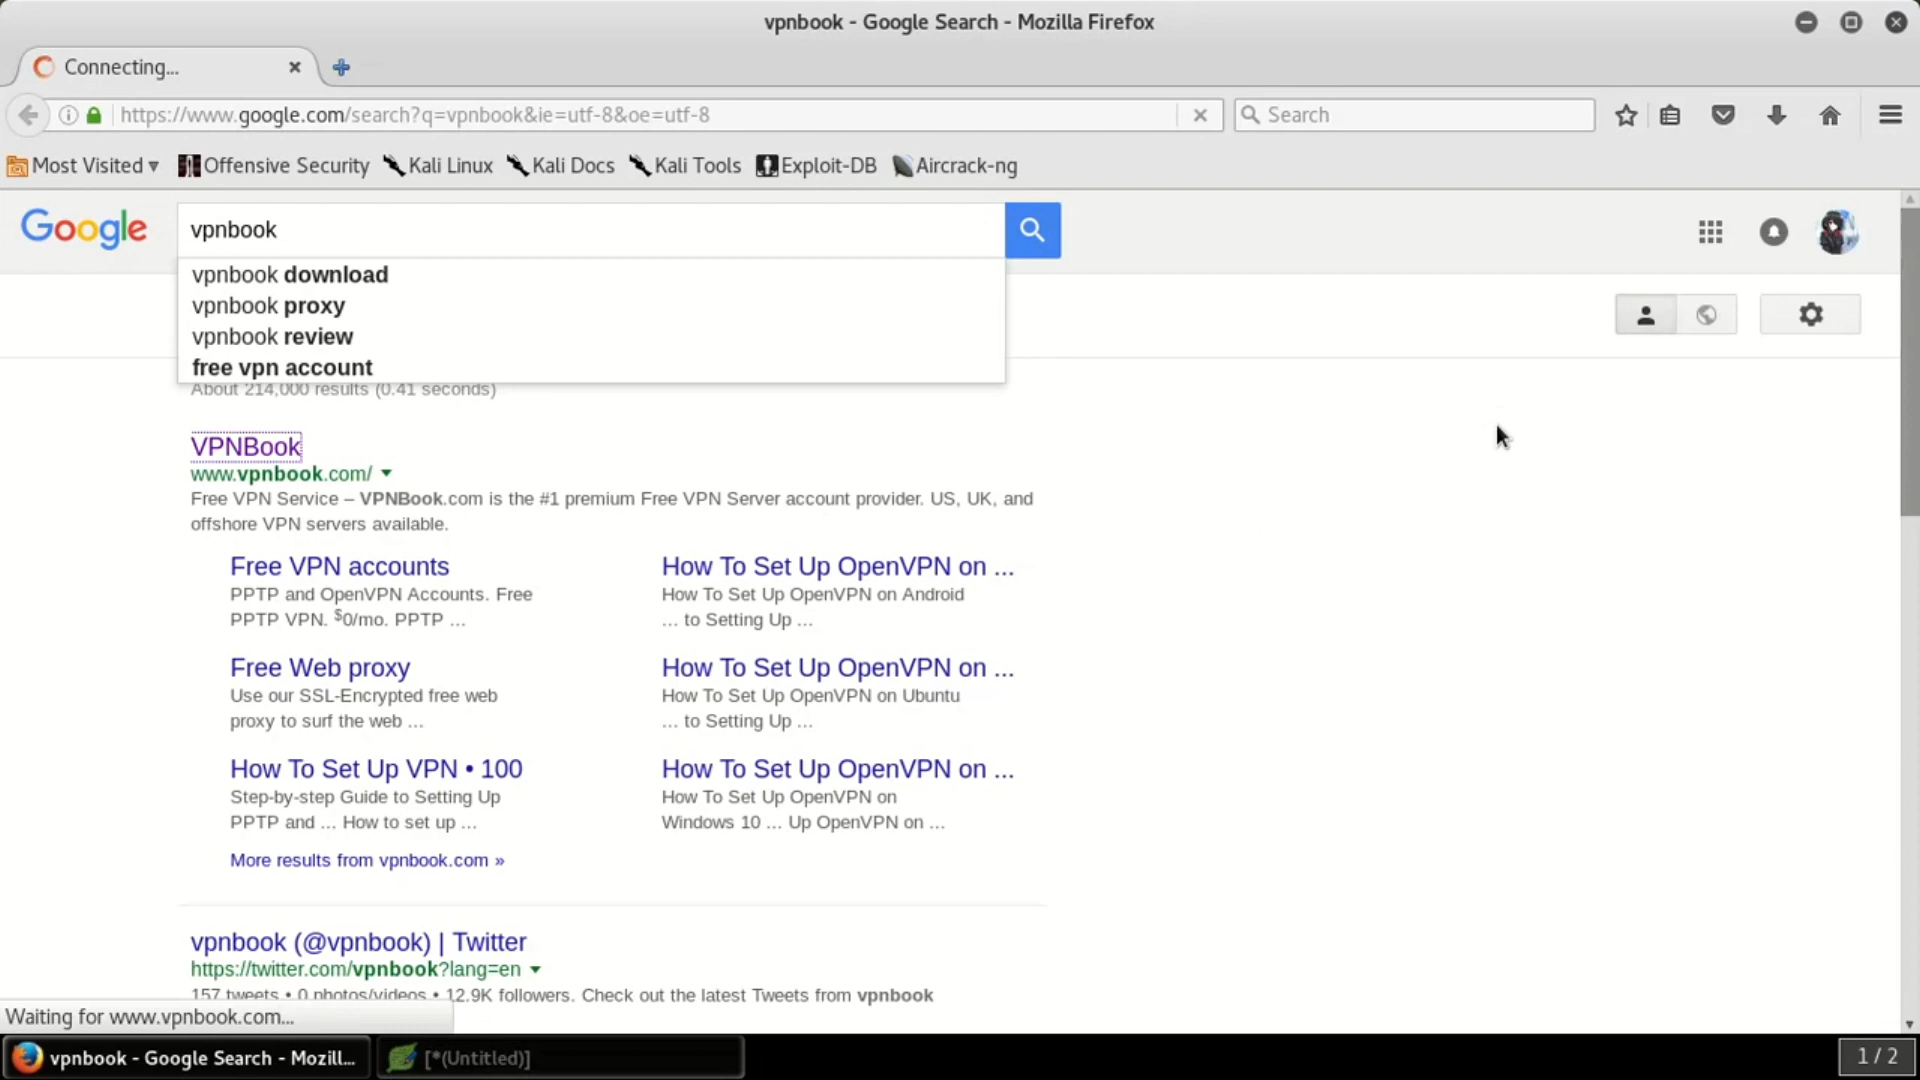 vpnbook - Google Search - Mozilla Firefox
Connecting...
https://www.google.com/search?q=vpnbook&ie=utf-8&oe=utf-8
Search
Most Visited
Offensive Security
Kali Linux
Kali Docs
Kali Tools
Exploit-DB
Aircrack-ng
Google
vpnbook
vpnbook download
vpnbook proxy
vpnbook review
free vpn account
About 214,000 results (0.41 seconds)
VPNBook
www.vpnbook.com/
Free VPN Service – VPNBook.com is the #1 premium Free VPN Server account provider. US, UK, and
offshore VPN servers available.
Free VPN accounts
PPTP and OpenVPN Accounts. Free
PPTP VPN. $0/mo. PPTP ...
How To Set Up OpenVPN on ...
How To Set Up OpenVPN on Android
... to Setting Up ...
Free Web proxy
Use our SSL-Encrypted free web
proxy to surf the web ...
How To Set Up OpenVPN on ...
How To Set Up OpenVPN on Ubuntu
... to Setting Up ...
How To Set Up VPN • 100
Step-by-step Guide to Setting Up
PPTP and ... How to set up ...
How To Set Up OpenVPN on ...
How To Set Up OpenVPN on
Windows 10 ... Up OpenVPN on ...
More results from vpnbook.com »
vpnbook (@vpnbook) | Twitter
https://twitter.com/vpnbook?lang=en
157 tweets • 0 photos/videos • 12.9K followers. Check out the latest Tweets from vpnbook
Waiting for www.vpnbook.com...
vpnbook - Google Search - Mozill...
[*(Untitled)]
1 / 2